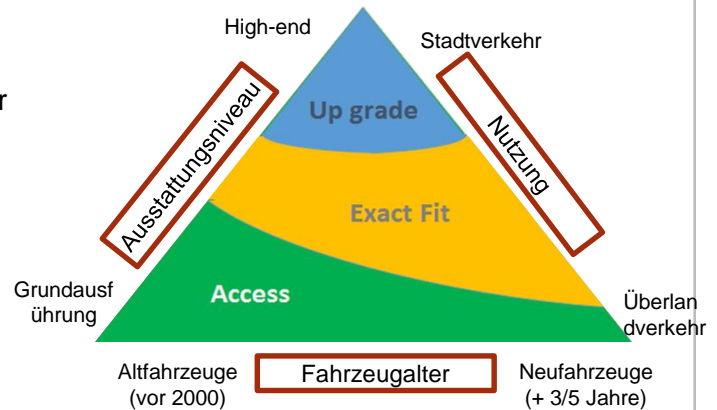 High-end
Stadtverkehr
r
Ausstattungsniveau
Nutzung
Up grade
Exact Fit
Access
Grundausf
ührung
Überlan
dverkehr
Altfahrzeuge
(vor 2000)
Fahrzeugalter
Neufahrzeuge
(+ 3/5 Jahre)